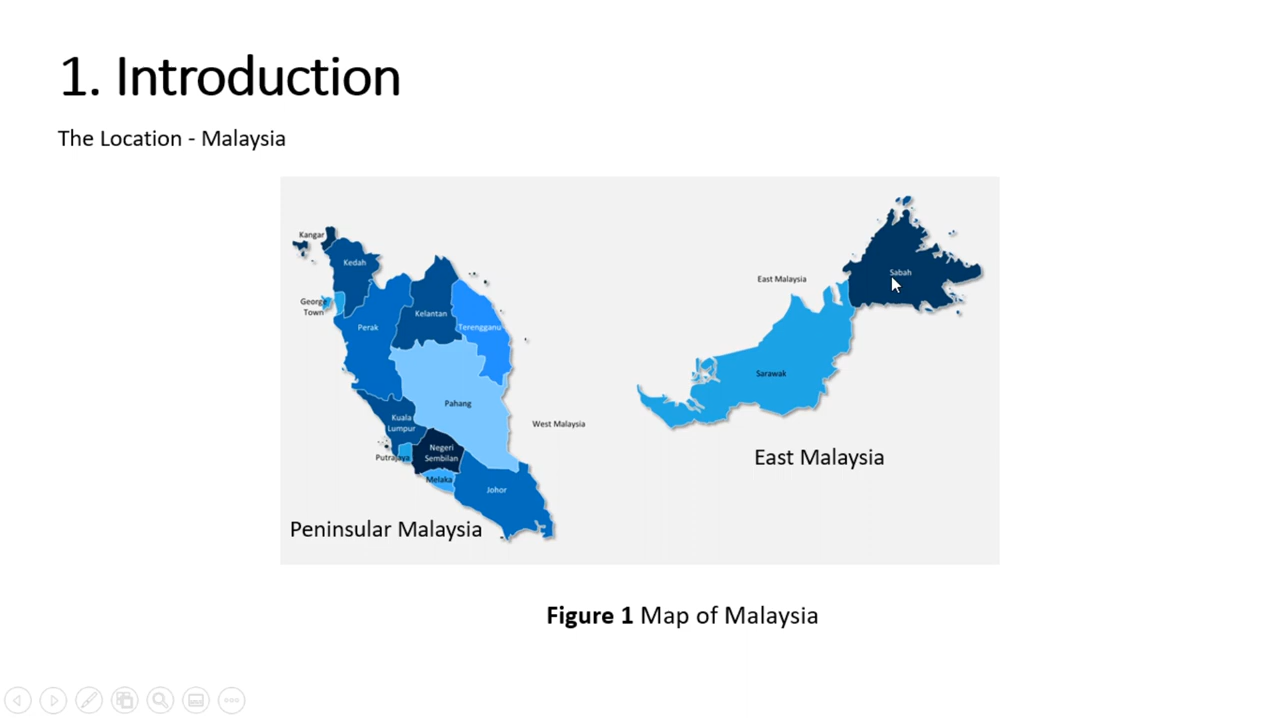 1. Introduction
The Location - Malaysia
Kangar
Kedah
George
Town
Perak
Kelantan
Terengganu
Pahang
Kuala
Lumpur
Putrajaya
Negeri
Sembilan
Melaka
Johor
West Malaysia
Peninsular Malaysia
East Malaysia
Sabah
Sarawak
East Malaysia
Figure 1 Map of Malaysia